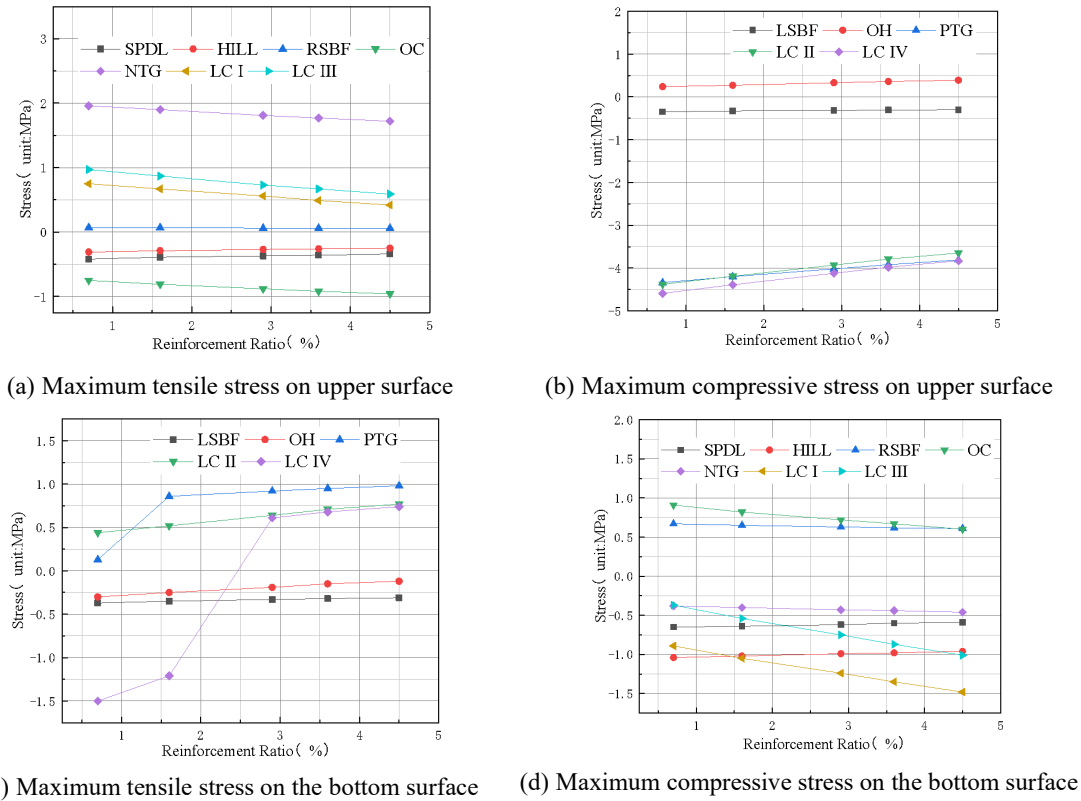 SPDL HILL RSBF OC
NTG LC I LC III
3
2
1
0
-1
Stress( unit:MPa)
1 2 3 4 5
Reinforcement Ratio( %)
(a) Maximum tensile stress on upper surface
LSBF OH PTG
LC II LC IV
2
1
0
-1
-2
-3
-4
-5
Stress( unit:MPa)
1 2 3 4 5
Reinforcement Ratio( %)
(b) Maximum compressive stress on upper surface
LSBF OH PTG
LC II LC IV
1.5
1.0
0.5
0.0
-0.5
-1.0
-1.5
Stress( unit:MPa)
1 2 3 4 5
Reinforcement Ratio( %)
) Maximum tensile stress on the bottom surface
SPDL HILL RSBF OC
NTG LC I LC III
2.0
1.5
1.0
0.5
0.0
-0.5
-1.0
-1.5
Stress( unit:MPa)
1 2 3 4 5
Reinforcement Ratio( %)
(d) Maximum compressive stress on the bottom surface